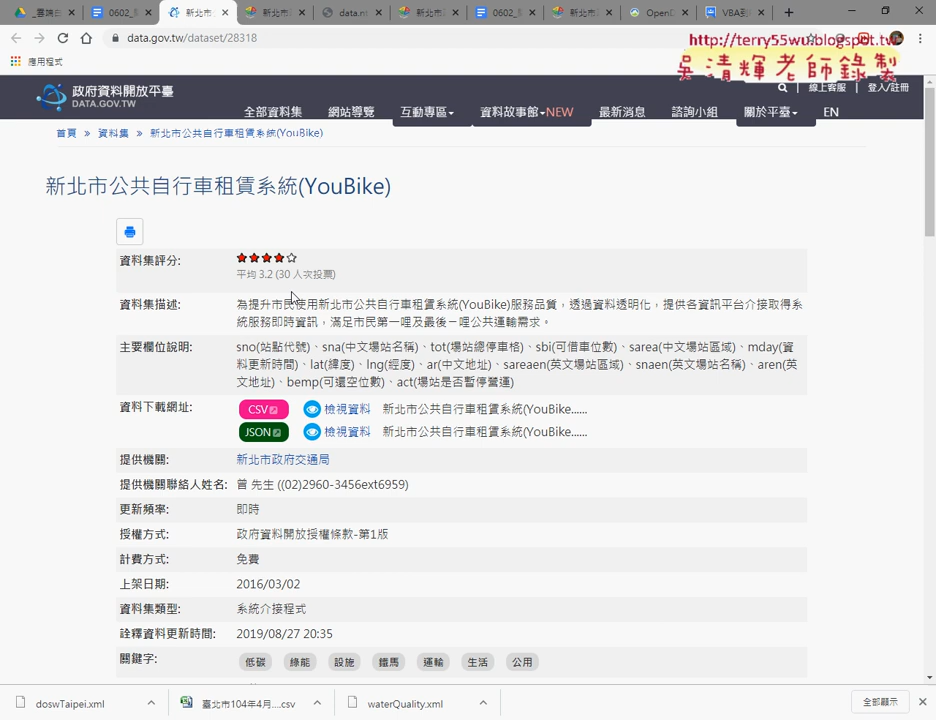 _雲端白
0602_
新北市
新北市
data.nt
新北市
0602_
新北市
OpenD
VBA到
data.gov.tw/dataset/28318
http://terry55wu.blogspot.tw
應用程式
吳清輝老師錄製
政府資料開放平臺
DATA.GOV.TW
線上客服 | 登入/註冊
全部資料集 網站導覽 互動專區 資料故事館-NEW 最新消息 諮詢小組 關於平臺 EN
首頁 » 資料集 » 新北市公共自行車租賃系統(YouBike)
新北市公共自行車租賃系統(YouBike)
資料集評分:
平均 3.2 (30 人次投票)
資料集描述: 為提升市民使用新北市公共自行車租賃系統(YouBike)服務品質，透過資料透明化，提供各資訊平台介接取得系
統服務即時資訊，滿足市民第一哩及最後一哩公共運輸需求。
主要欄位說明: sno(站點代號)、sna(中文場站名稱)、tot(場站總停車格)、sbi(可借車位數)、sarea(中文場站區域)、mday(資
料更新時間)、lat(緯度)、lng(經度)、ar(中文地址)、sareaen(英文場站區域)、snaen(英文場站名稱)、aren(英
文地址)、bemp(可還空位數)、act(場站是否暫停營運)
資料下載網址: CSV 檢視資料 新北市公共自行車租賃系統(YouBike......
JSON 檢視資料 新北市公共自行車租賃系統(YouBike......
提供機關: 新北市政府交通局
提供機關聯絡人姓名: 曾 先生 ((02)2960-3456ext6959)
更新頻率: 即時
授權方式: 政府資料開放授權條款-第1版
計費方式: 免費
上架日期: 2016/03/02
資料集類型: 系統介接程式
詮釋資料更新時間: 2019/08/27 20:35
關鍵字: 低碳 綠能 設施 鐵馬 運輸 生活 公用
doswTaipei.xml
臺北市104年4月....csv
waterQuality.xml
全部顯示